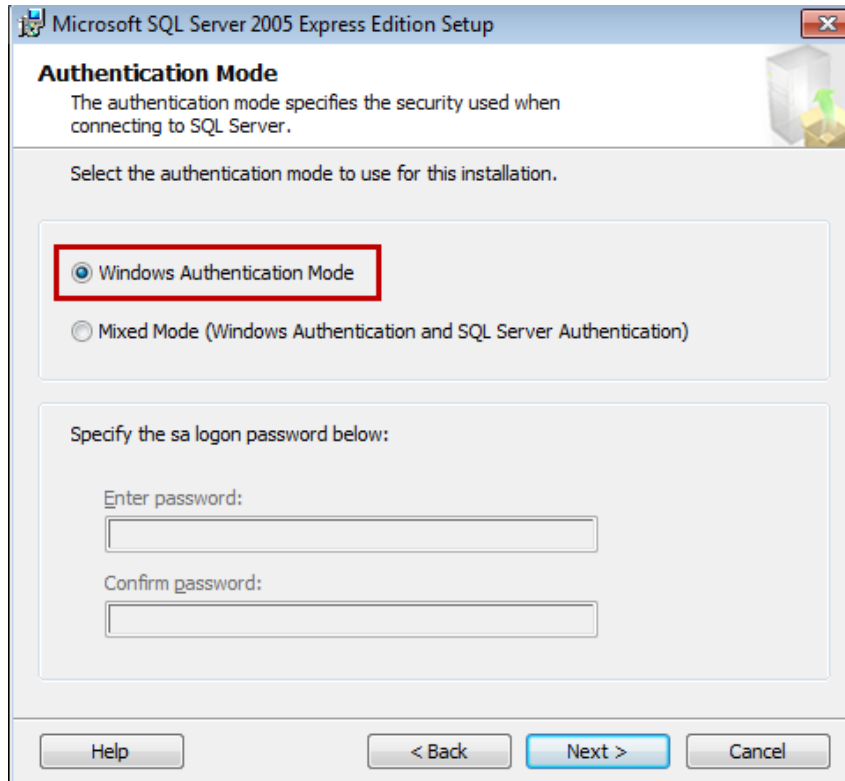 Microsoft SQL Server 2005 Express Edition Setup
Authentication Mode
The authentication mode specifies the security used when
connecting to SQL Server.
Select the authentication mode to use for this installation.
Windows Authentication Mode
Mixed Mode (Windows Authentication and SQL Server Authentication)
Specify the sa logon password below:
Enter password:
Confirm password:
Help < Back Next > Cancel